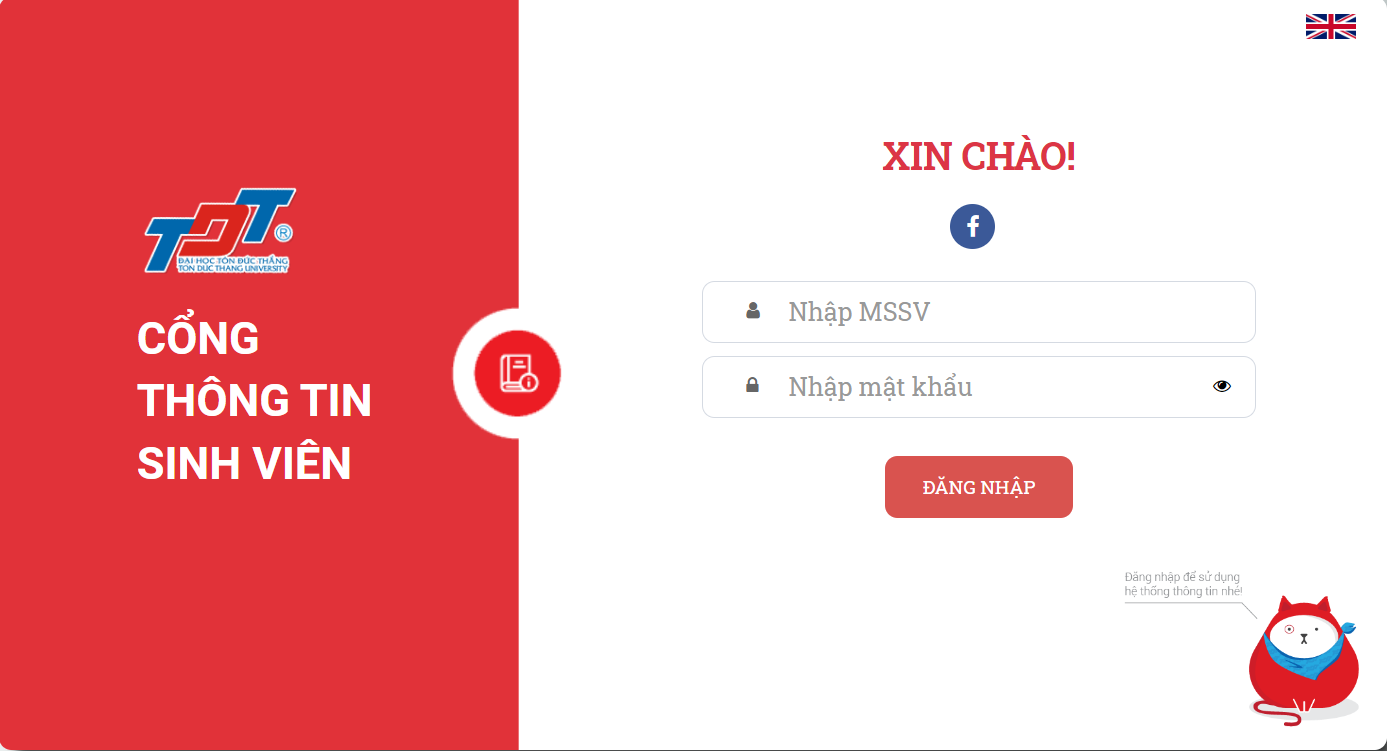 TDT®
ĐẠI HỌC TÔN ĐỨC THẮNG
TON DUC THANG UNIVERSITY
CỔNG
THÔNG TIN
SINH VIÊN
XIN CHÀO!
f
Nhập MSSV
Nhập mật khẩu
ĐĂNG NHẬP
Đăng nhập để sử dụng
hệ thống thông tin nhé!